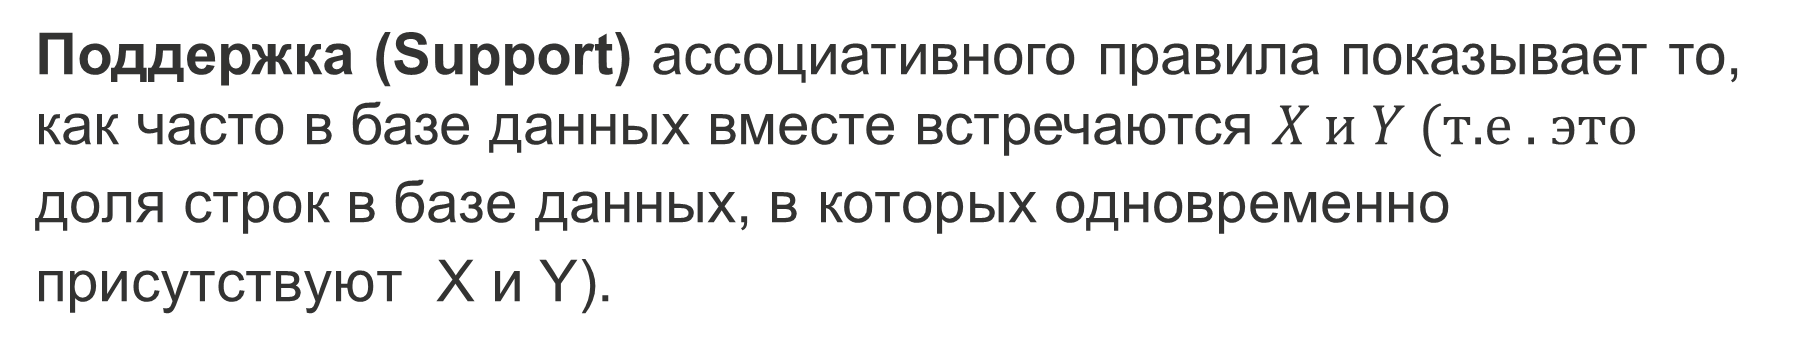 Поддержка (Support) ассоциативного правила показывает то,
как часто в базе данных вместе встречаются X и Y (т.е . это
доля строк в базе данных, в которых одновременно
присутствуют  X и Y).